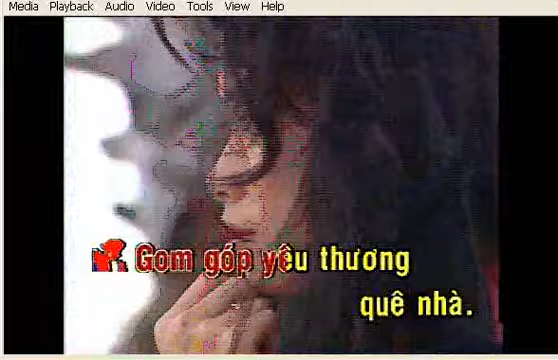 Media Playback Audio Video Tools View Help
Gom góp yêu thương
quê nhà.